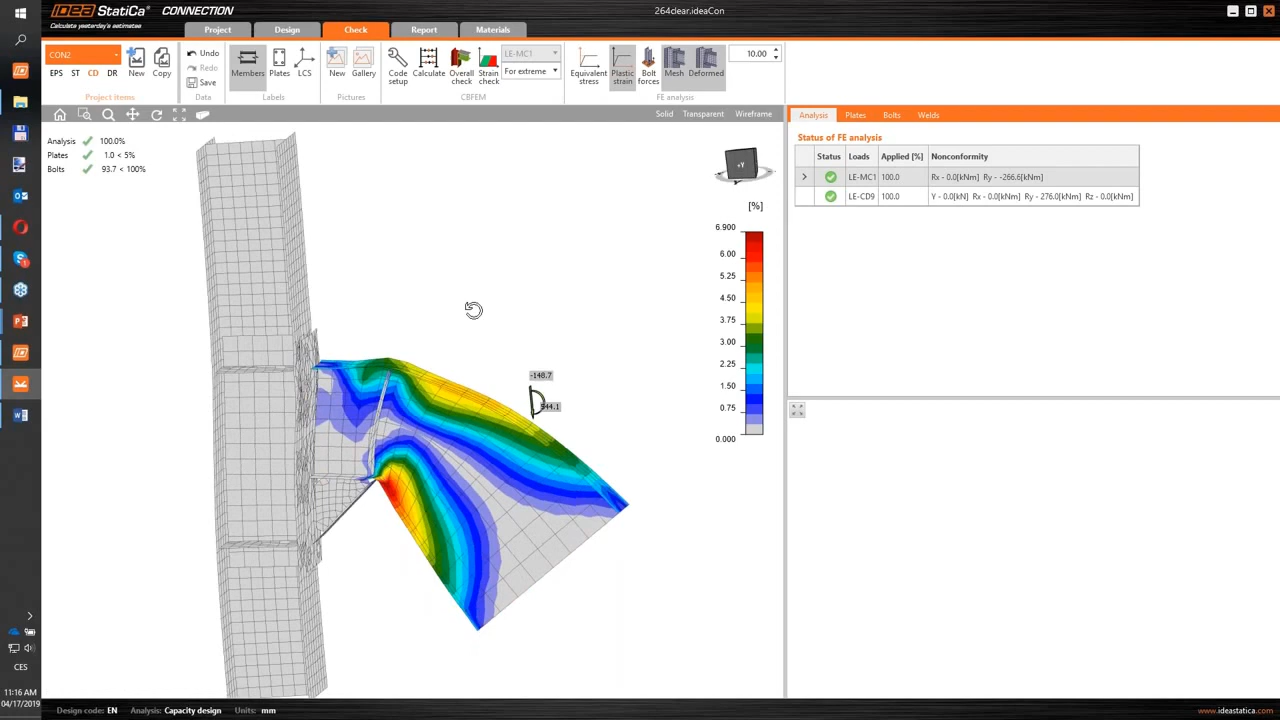 IDEA StatiCa® CONNECTION
Calculate yesterday's estimates
264dear.ideaCon
Project Design Check Report Materials
CON2
EPS ST CD DR
New Copy
Project items
Undo
Redo
Save
Data
Members Plates LCS
Labels
New Gallery
Pictures
Code setup Calculate Overall check Strain check
LE-MC1
For extreme
CBFEM
Equivalent stress Plastic strain Bolt forces Mesh Deformed
10.00
FE analysis
Solid Transparent Wireframe
Analysis 100.0%
Plates 1.0 < 5%
Bolts 93.7 < 100%
+Y
[%]
6.900
6.00
5.25
4.50
3.75
3.00
2.25
1.50
0.75
0.000
-148.7
544.1
Analysis Plates Bolts Welds
Status of FE analysis
Status Loads Applied [%] Nonconformity
LE-MC1 100.0 Rx - 0.0[kNm] Ry - -266.6[kNm]
LE-CD9 100.0 Y - 0.0[kN] Rx - 0.0[kNm] Ry - 276.0[kNm] Rz - 0.0[kNm]
CES
11:16 AM
04/17/2019
Design code: EN Analysis: Capacity design Units: mm
www.ideastatica.com